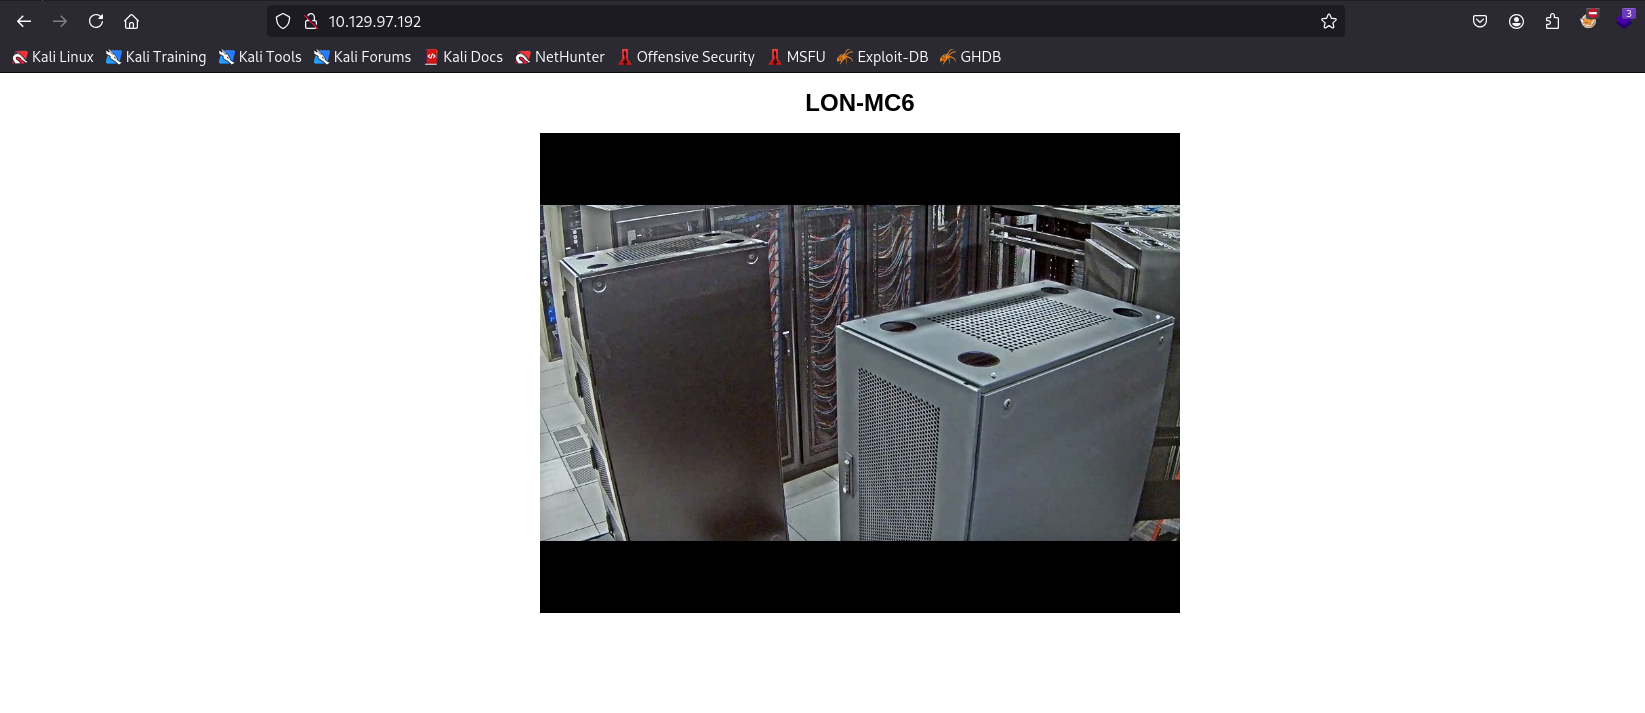 10.129.97.192
3
Kali Linux Kali Training Kali Tools Kali Forums Kali Docs NetHunter Offensive Security MSFU Exploit-DB GHDB
LON-MC6